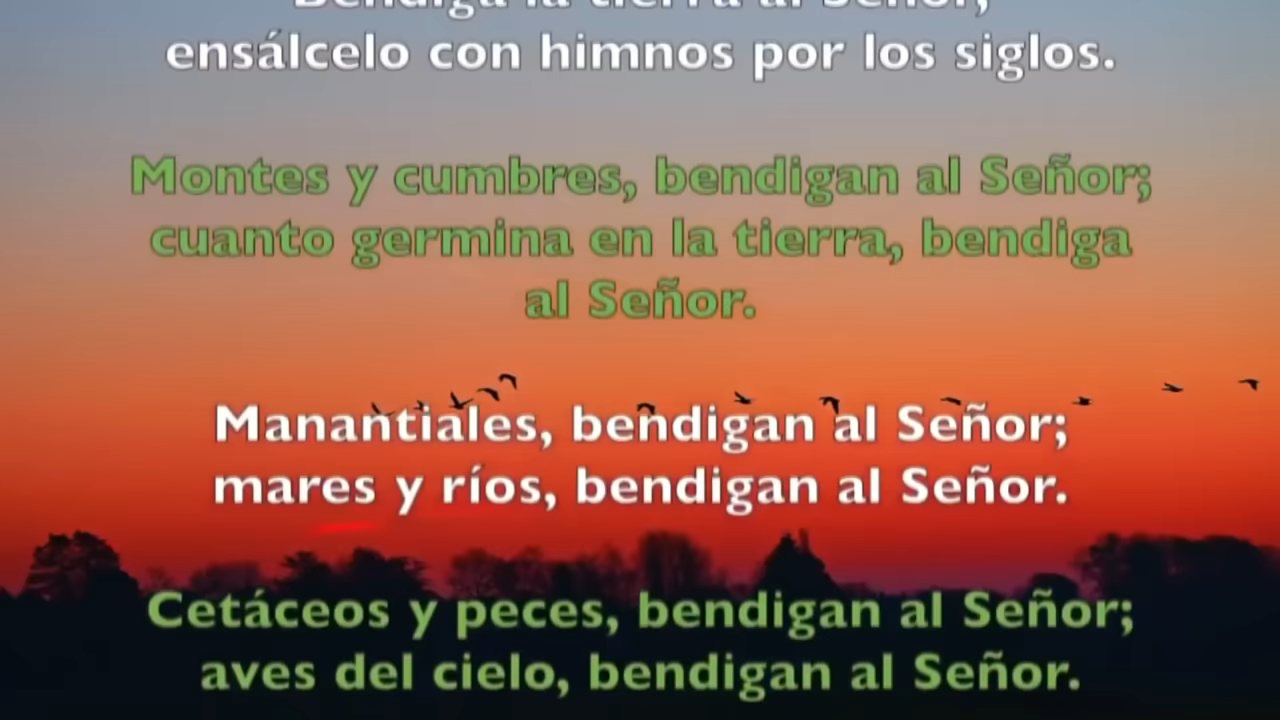 Bendiga la tierra al Señor,
ensálcelo con himnos por los siglos.
Montes y cumbres, bendigan al Señor;
cuanto germina en la tierra, bendiga
al Señor.
Manantiales, bendigan al Señor;
mares y ríos, bendigan al Señor.
Cetáceos y peces, bendigan al Señor;
aves del cielo, bendigan al Señor.